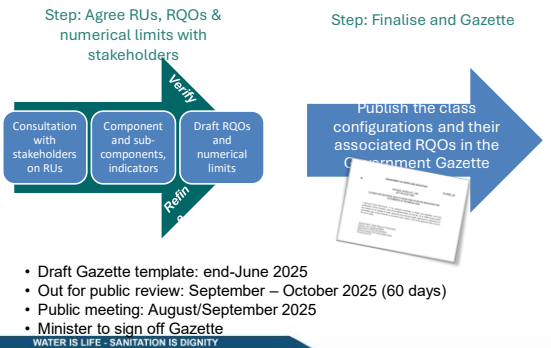 Step: Agree RUs, RQOs &
numerical limits with
stakeholders
Verify
Consultation
with
stakeholders
on RUs
Component
and sub-
components,
indicators
Draft RQOs
and
numerical
limits
Refin
e
Step: Finalise and Gazette
Publish the class
configurations and their
associated RQOs in the
Government Gazette
• Draft Gazette template: end-June 2025
• Out for public review: September – October 2025 (60 days)
• Public meeting: August/September 2025
• Minister to sign off Gazette
WATER IS LIFE - SANITATION IS DIGNITY